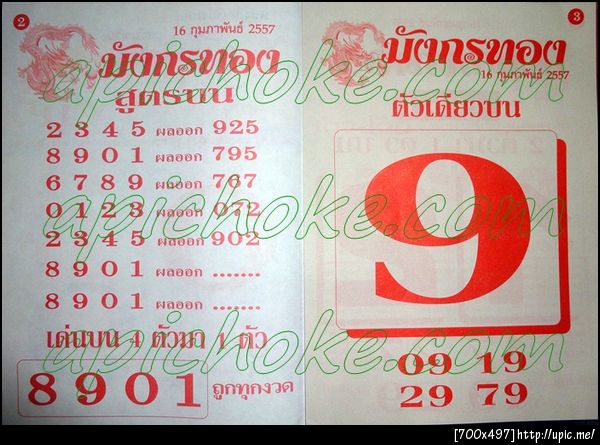 2
16 กุมภาพันธ์ 2557
มังกรทอง
สูตรบน
2 3 4 5 ผลออก 925
8 9 0 1 ผลออก 795
6 7 8 9 ผลออก 767
0 1 2 3 ผลออก 072
2 3 4 5 ผลออก 902
8 9 0 1 ผลออก .......
8 9 0 1 ผลออก .......
เด่นบน 4 ตัวมา 1 ตัว
8 9 0 1 ถูกทุกงวด
3
มังกรทอง
16 กุมภาพันธ์ 2557
ตัวเดียวบน
9
09 19
29 79
apichoke.com
apichoke.com
apichoke.com
apichoke.com
[700x497]http://upic.me/